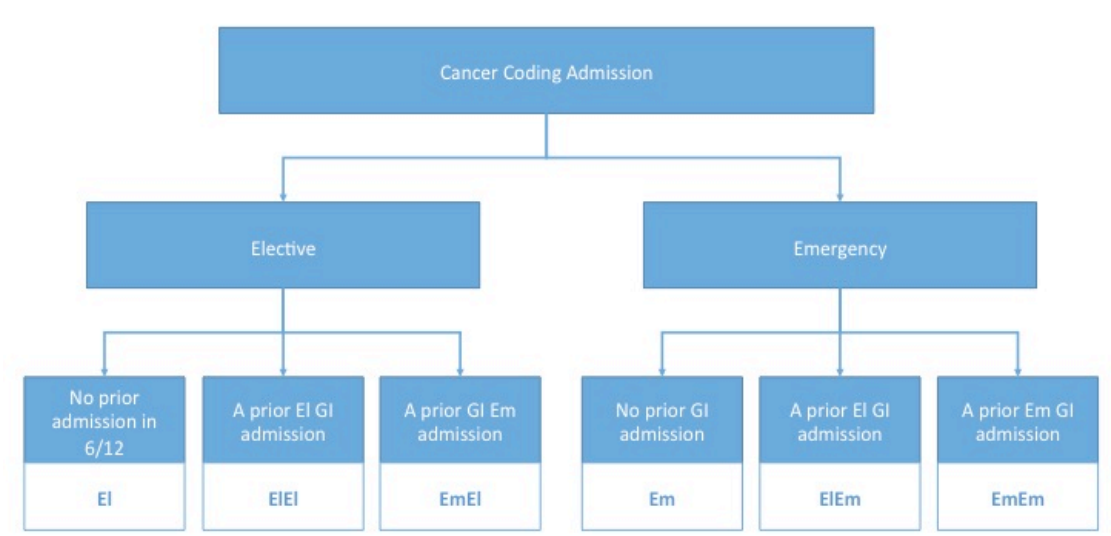 Cancer Coding Admission
Elective
Emergency
No prior
admission in
6/12
A prior El GI
admission
A prior GI Em
admission
No prior GI
admission
A prior El GI
admission
A prior Em GI
admission
El
ElEl
EmEl
Em
ElEm
EmEm